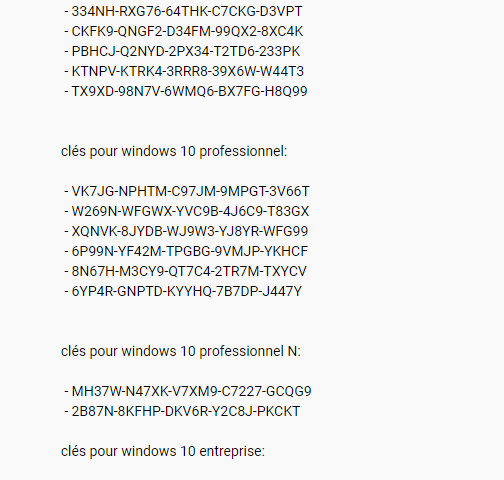 - 334NH-RXG76-64THK-C7CKG-D3VPT
- CKFK9-QNGF2-D34FM-99QX2-8XC4K
- PBHCJ-Q2NYD-2PX34-T2TD6-233PK
- KTNPV-KTRK4-3RRR8-39X6W-W44T3
- TX9XD-98N7V-6WMQ6-BX7FG-H8Q99
clés pour windows 10 professionnel:
- VK7JG-NPHTM-C97JM-9MPGT-3V66T
- W269N-WFGWX-YVC9B-4J6C9-T83GX
- XQNVK-8JYDB-WJ9W3-YJ8YR-WFG99
- 6P99N-YF42M-TPGBG-9VMJP-YKHCF
- 8N67H-M3CY9-QT7C4-2TR7M-TXYCV
- 6YP4R-GNPTD-KYYHQ-7B7DP-J447Y
clés pour windows 10 professionnel N:
- MH37W-N47XK-V7XM9-C7227-GCQG9
- 2B87N-8KFHP-DKV6R-Y2C8J-PKCKT
clés pour windows 10 entreprise: